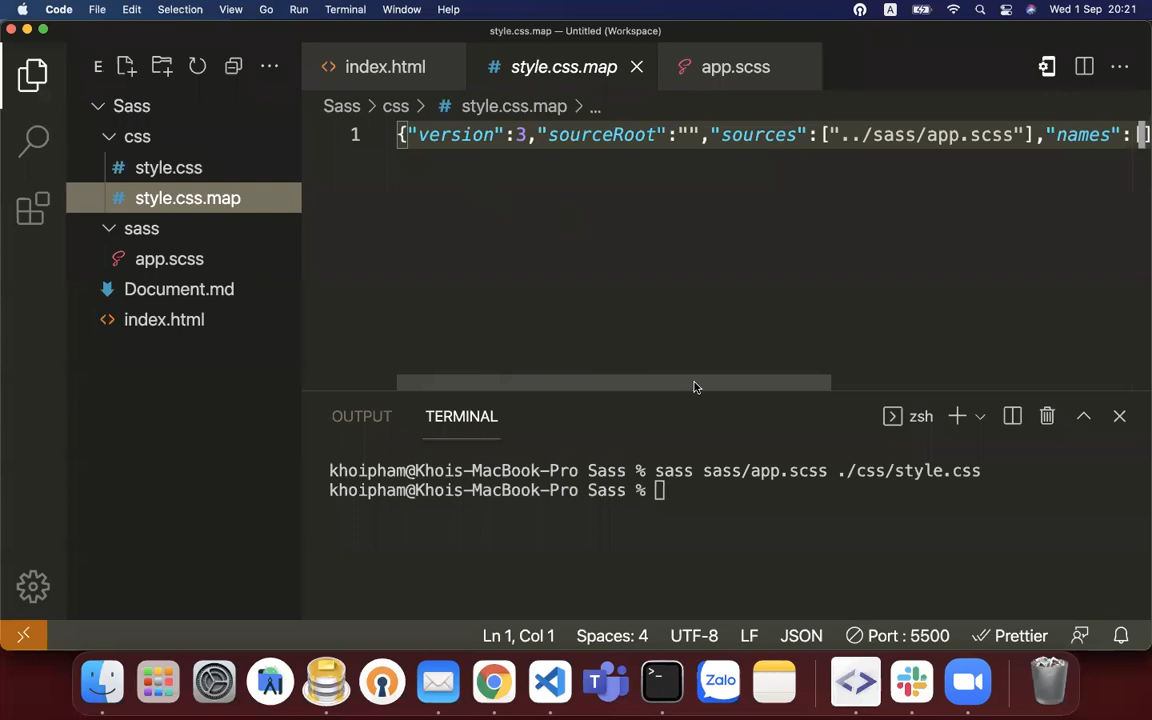 Code File Edit Selection View Go Run Terminal Window Help A Wed 1 Sep 20:21
style.css.map — Untitled (Workspace)
E
index.html
style.css.map
app.scss
Sass
css
style.css
style.css.map
sass
app.scss
Document.md
index.html
Sass > css > # style.css.map > ...
1 {"version":3,"sourceRoot":"","sources":["../sass/app.scss"],"names":[]
OUTPUT TERMINAL zsh
khoipham@Khois-MacBook-Pro Sass % sass sass/app.scss ./css/style.css
khoipham@Khois-MacBook-Pro Sass %
Ln 1, Col 1 Spaces: 4 UTF-8 LF JSON Port : 5500 Prettier
Zalo